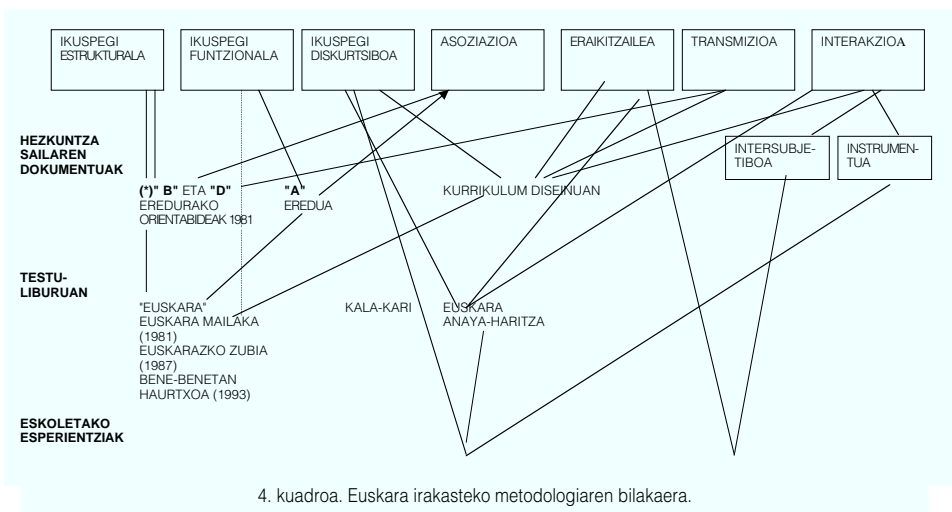 IKUSPEGI
ESTRUKTURALA
IKUSPEGI
FUNTZIONALA
IKUSPEGI
DISKURTSIBOA
ASOZIAZIOA
ERAIKITZAILEA
TRANSMIZIOA
INTERAKZIOA
HEZKUNTZA
SAILAREN
DOKUMENTUAK
INTERSUBJE-
TIBOA
INSTRUMEN-
TUA
(*)" B" ETA "D"
EREDURAKO
ORIENTABIDEAK 1981
"A"
EREDUA
KURRIKULUM DISEINUAN
TESTU-
LIBURUAN
"EUSKARA"
EUSKARA MAILAKA
(1981)
EUSKARAZKO ZUBIA
(1987)
BENE-BENETAN
HAURTXOA (1993)
KALA-KARI
EUSKARA
ANAYA-HARITZA
ESKOLETAKO
ESPERIENTZIAK
4. kuadroa. Euskara irakasteko metodologiaren bilakaera.